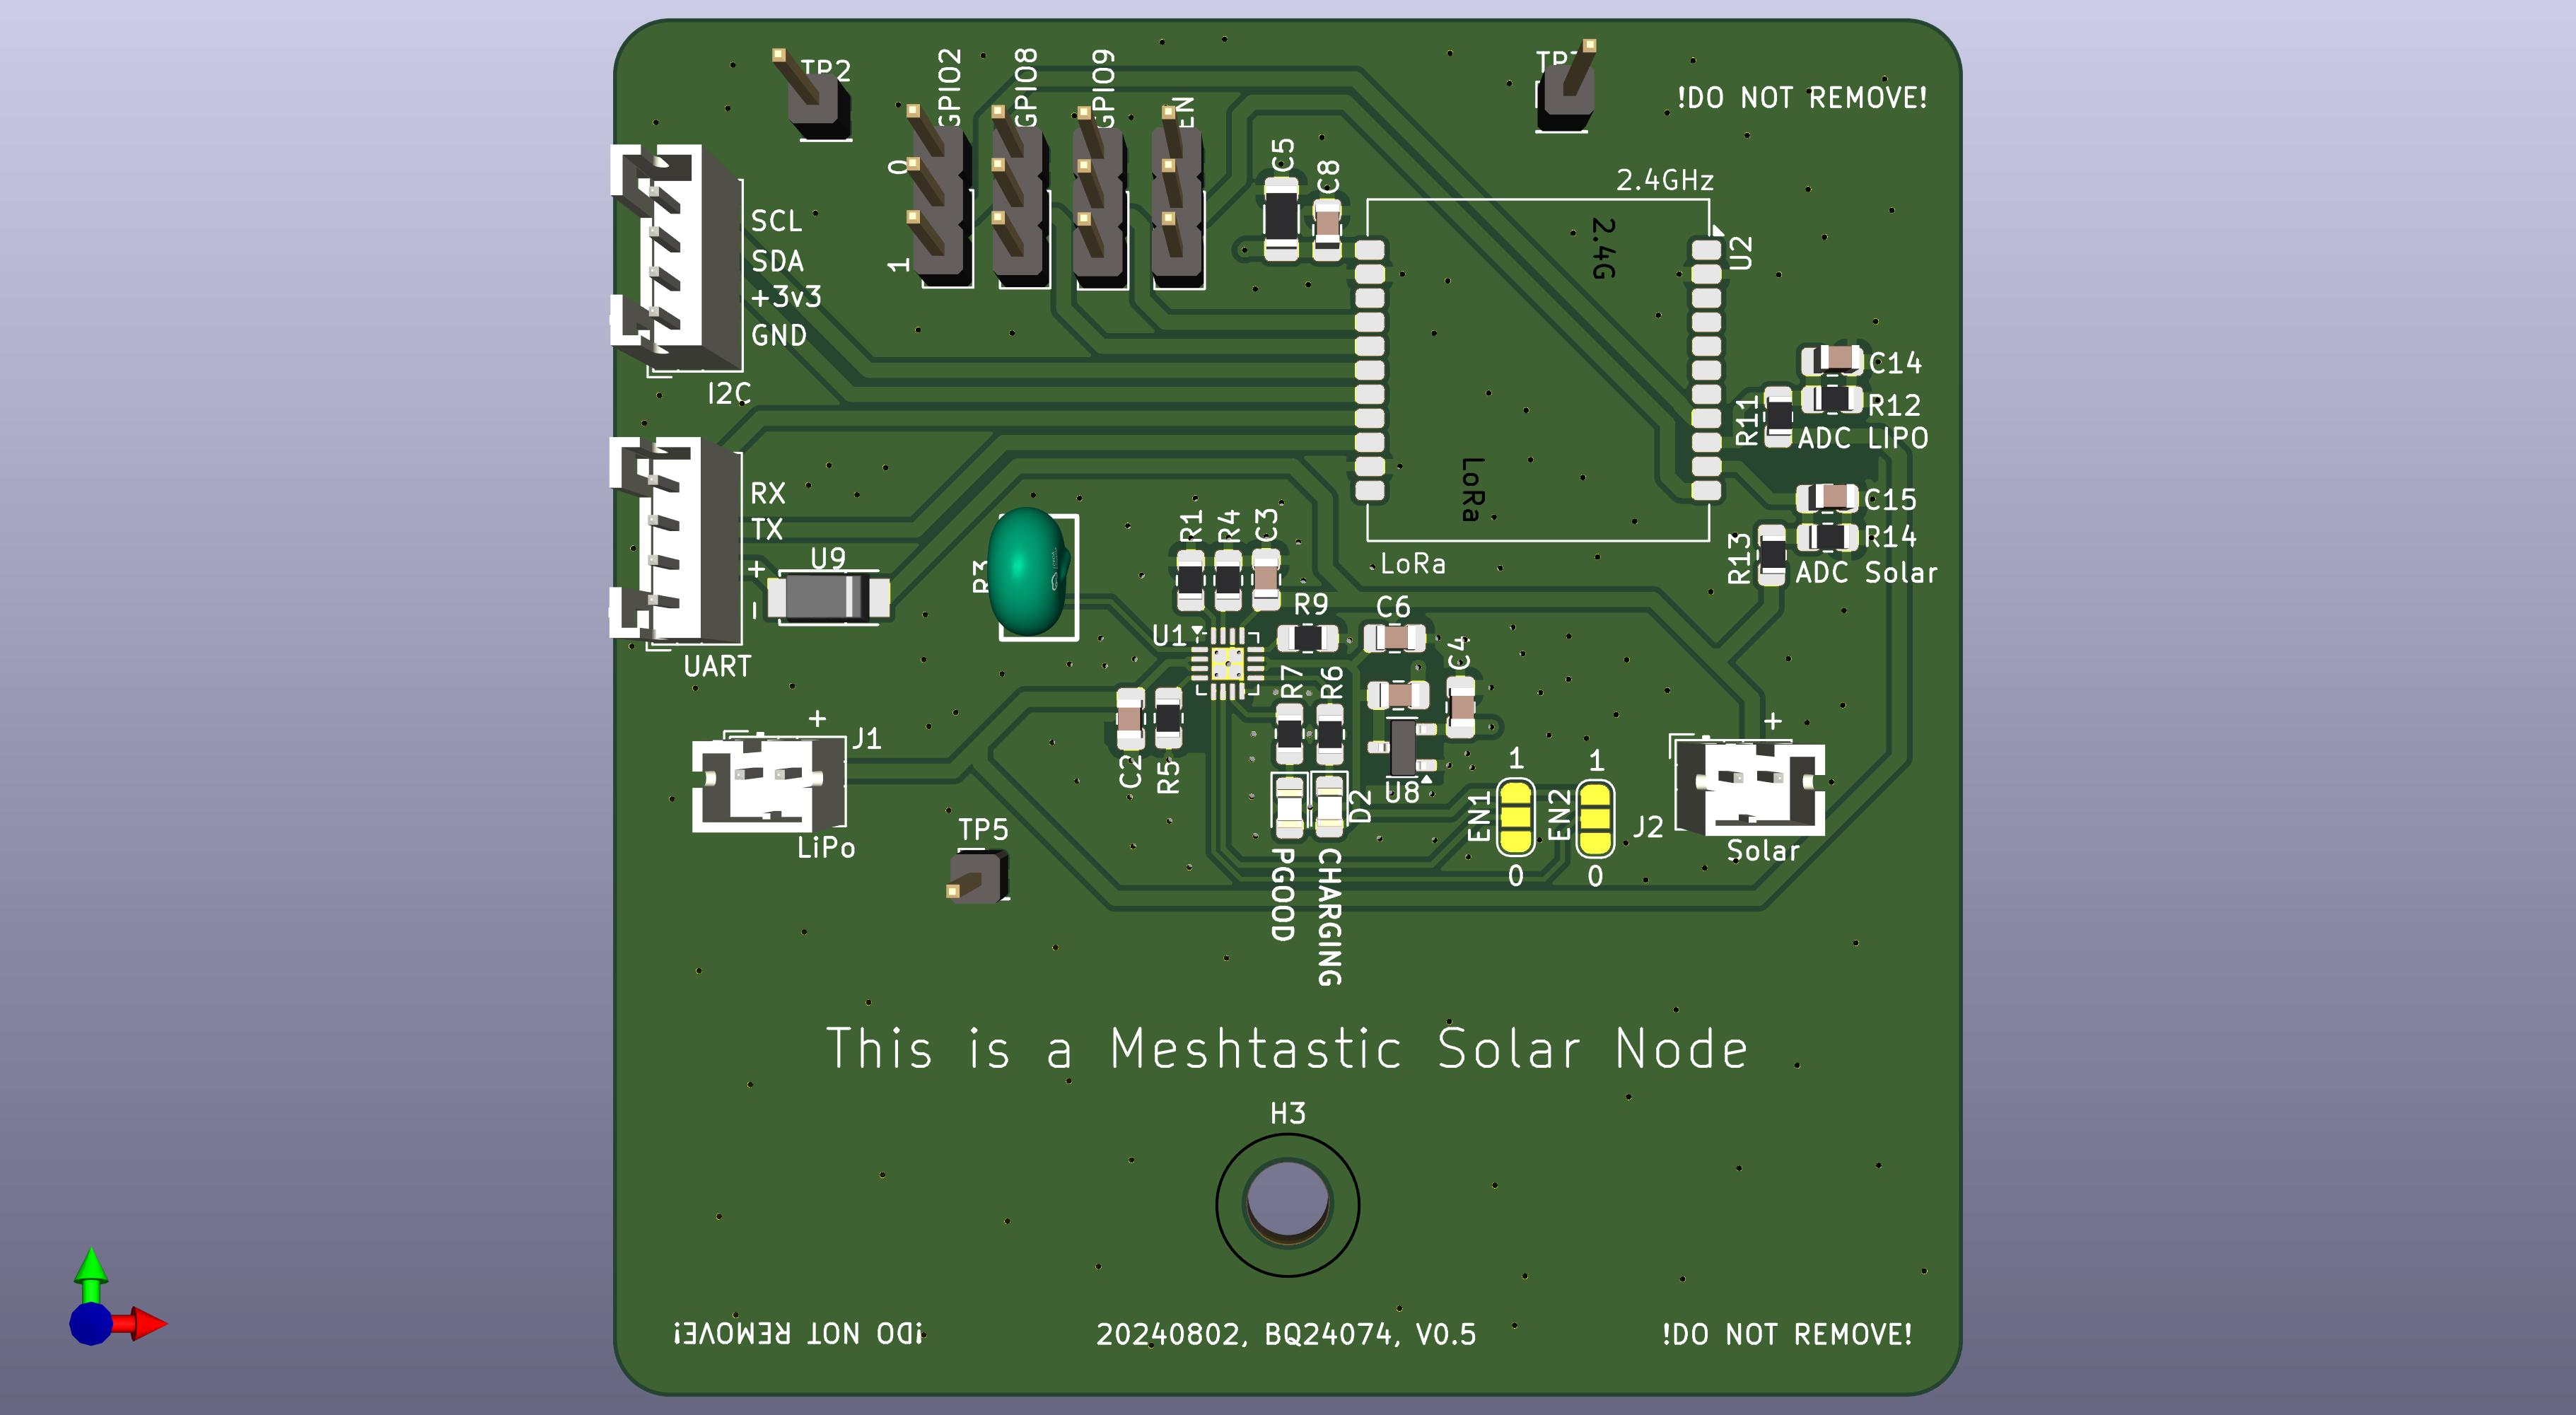 TP2
GPIO2
GPIO8
GPIO9
EN
!DO NOT REMOVE!
0
1
C5
C8
2.4GHz
2.4G
U2
SCL
SDA
+3v3
GND
I2C
C14
R12
R11
ADC LIPO
LoRa
C15
R14
R13
ADC Solar
RX
TX
+
-
UART
U9
R3
R1
R4
C3
LoRa
R9
C6
U1
R7
R6
C4
+
J1
LiPo
C2
R5
U8
D2
1
1
EN1
EN2
0
0
+
J2
Solar
TP5
PGOOD
CHARGING
This is a Meshtastic Solar Node
H3
!DO NOT REMOVE!
20240802, BQ24074, V0.5
!DO NOT REMOVE!